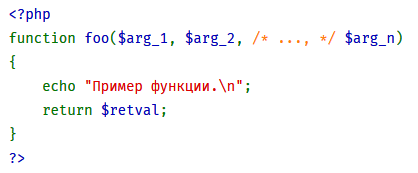 <?php
function foo($arg_1, $arg_2, /* ..., */ $arg_n)
{
    echo "Пример функции.\n";
    return $retval;
}
?>